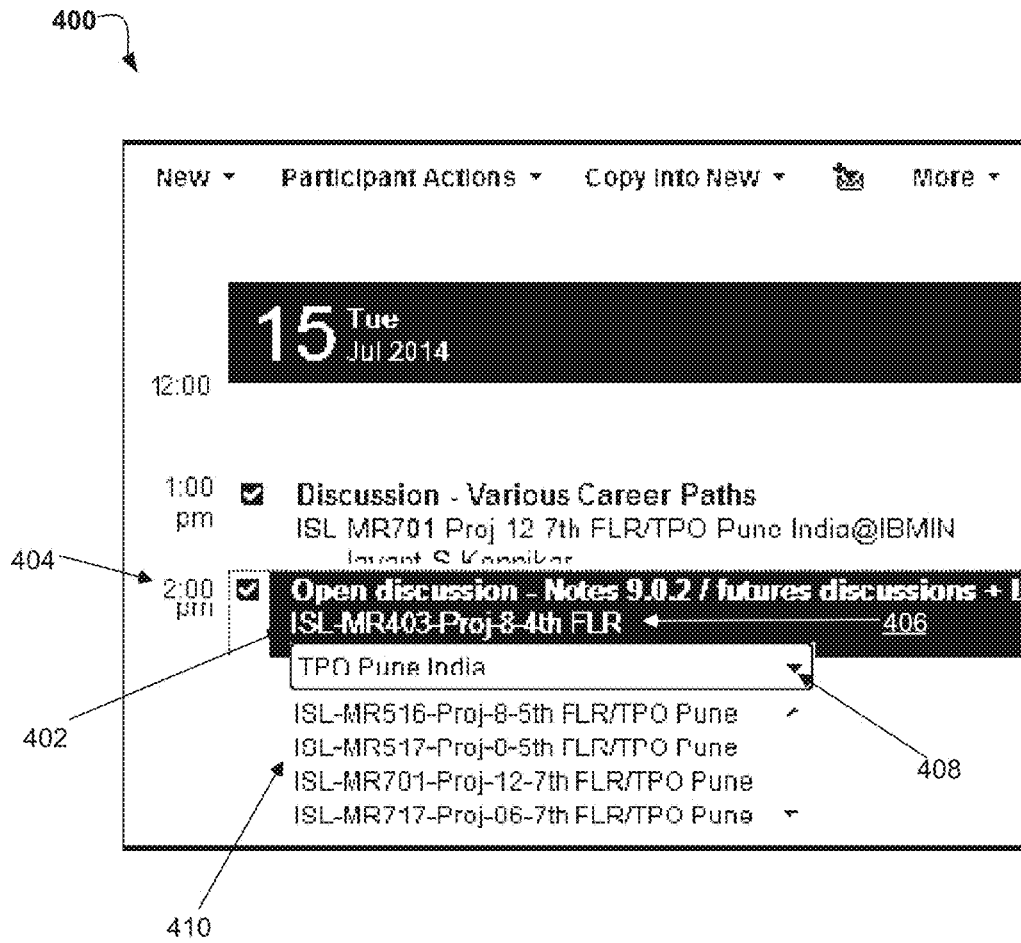 400
New Participant Actions Copy Into New More
15 Tue
Jul 2014
12:00
1:00 pm Discussion - Various Career Paths
ISL MR701 Proj 12 7th FLR/TPO Pune India@IBMIN
404
2:00 pm Open discussion - Notes 9.0.2 / futures discussions +
ISL-MR403-Proj-8-4th FLR 406
TPO Pune India
402
ISL-MR516-Proj-8-5th FLR/TPO Pune
ISL-MR517-Proj-0-5th FLR/TPO Pune
408
ISL-MR701-Proj-12-7th FLR/TPO Pune
ISL-MR717-Proj-06-7th FLR/TPO Pune
410